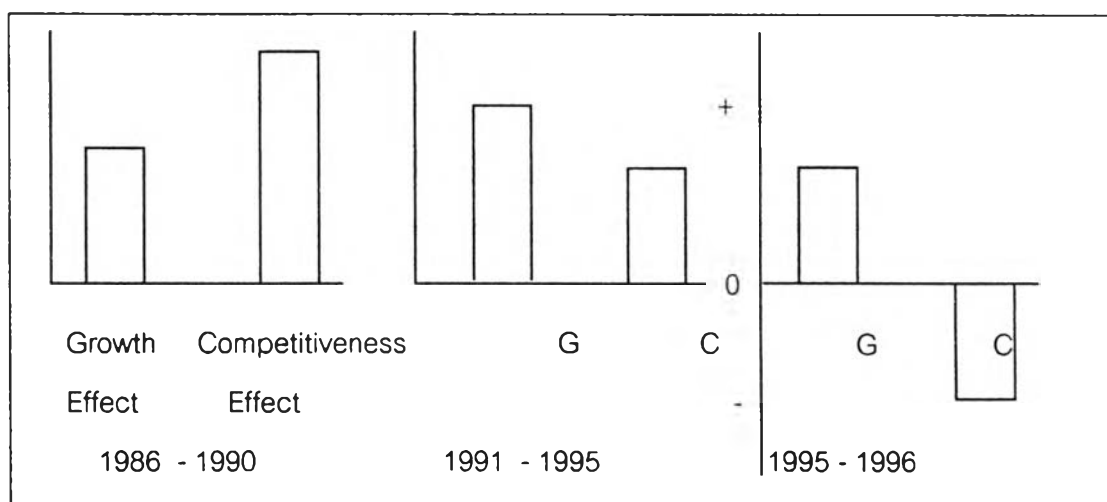 +
0
Growth Competitiveness G C G C
Effect Effect -
1986 - 1990 1991 - 1995 1995 - 1996